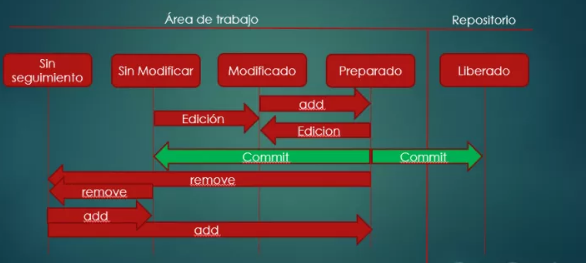 Área de trabajo
Repositorio
Sin
seguimiento
Sin Modificar
Modificado
Preparado
Liberado
add
Edición
Edicion
Commit
Commit
remove
remove
add
add